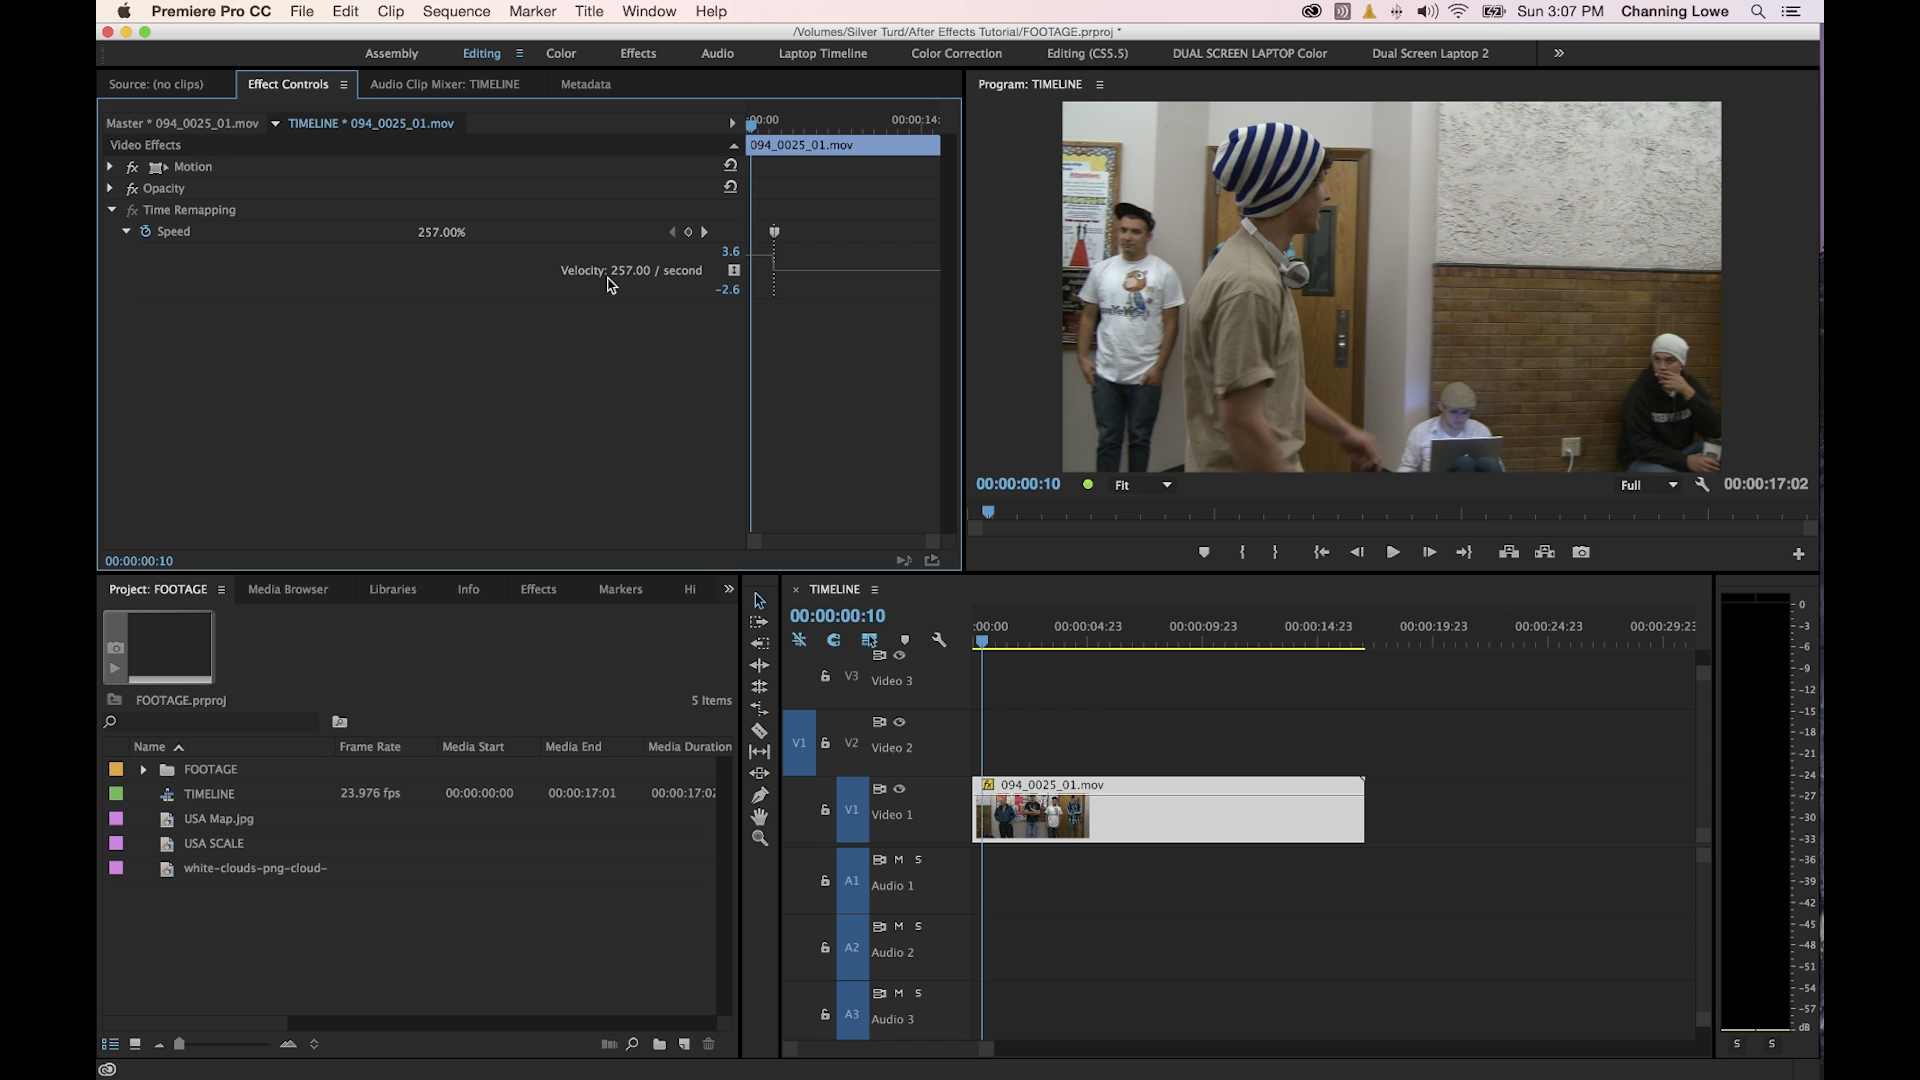 Premiere Pro CC File Edit Clip Sequence Marker Title Window Help Sun 3:07 PM Channing Lowe
/Volumes/Silver Turd/After Effects Tutorial/FOOTAGE.prproj *
Assembly Editing Color Effects Audio Laptop Timeline Color Correction Editing (CS5.5) DUAL SCREEN LAPTOP Color Dual Screen Laptop 2
Source: (no clips) Effect Controls Audio Clip Mixer: TIMELINE Metadata
Program: TIMELINE
Master * 094_0025_01.mov TIMELINE * 094_0025_01.mov
:00:00 00:00:14:
Video Effects
094_0025_01.mov
fx Motion
fx Opacity
fx Time Remapping
Speed 257.00%
3.6
Velocity: 257.00 / second
-2.6
00:00:00:10
00:00:00:10 Fit Full 00:00:17:02
Project: FOOTAGE Media Browser Libraries Info Effects Markers Hi
FOOTAGE.prproj 5 Items
Name Frame Rate Media Start Media End Media Duration
FOOTAGE
TIMELINE 23.976 fps 00:00:00:00 00:00:17:01 00:00:17:02
USA Map.jpg
USA SCALE
white-clouds-png-cloud-
× TIMELINE
00:00:00:10
:00:00 00:00:04:23 00:00:09:23 00:00:14:23 00:00:19:23 00:00:24:23 00:00:29:23
V3 Video 3
V1 V2 Video 2
V1 Video 1
fx 094_0025_01.mov
M S
A1 Audio 1
M S
A2 Audio 2
M S
A3 Audio 3
0
-3
-6
-9
-12
-15
-18
-21
-24
-27
-30
-33
-36
-39
-42
-45
-48
-51
-54
-57
dB
S S